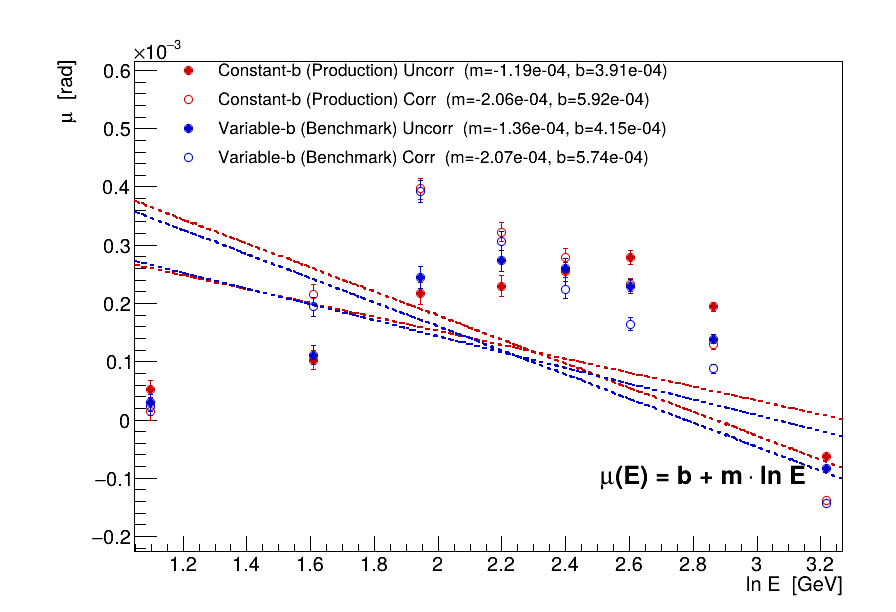 ×10⁻³
μ [rad]
0.6
0.5
0.4
0.3
0.2
0.1
0
−0.1
−0.2
Constant-b (Production) Uncorr (m=-1.19e-04, b=3.91e-04)
Constant-b (Production) Corr (m=-2.06e-04, b=5.92e-04)
Variable-b (Benchmark) Uncorr (m=-1.36e-04, b=4.15e-04)
Variable-b (Benchmark) Corr (m=-2.07e-04, b=5.74e-04)
μ(E) = b + m · ln E
1.2 1.4 1.6 1.8 2 2.2 2.4 2.6 2.8 3 3.2
ln E [GeV]